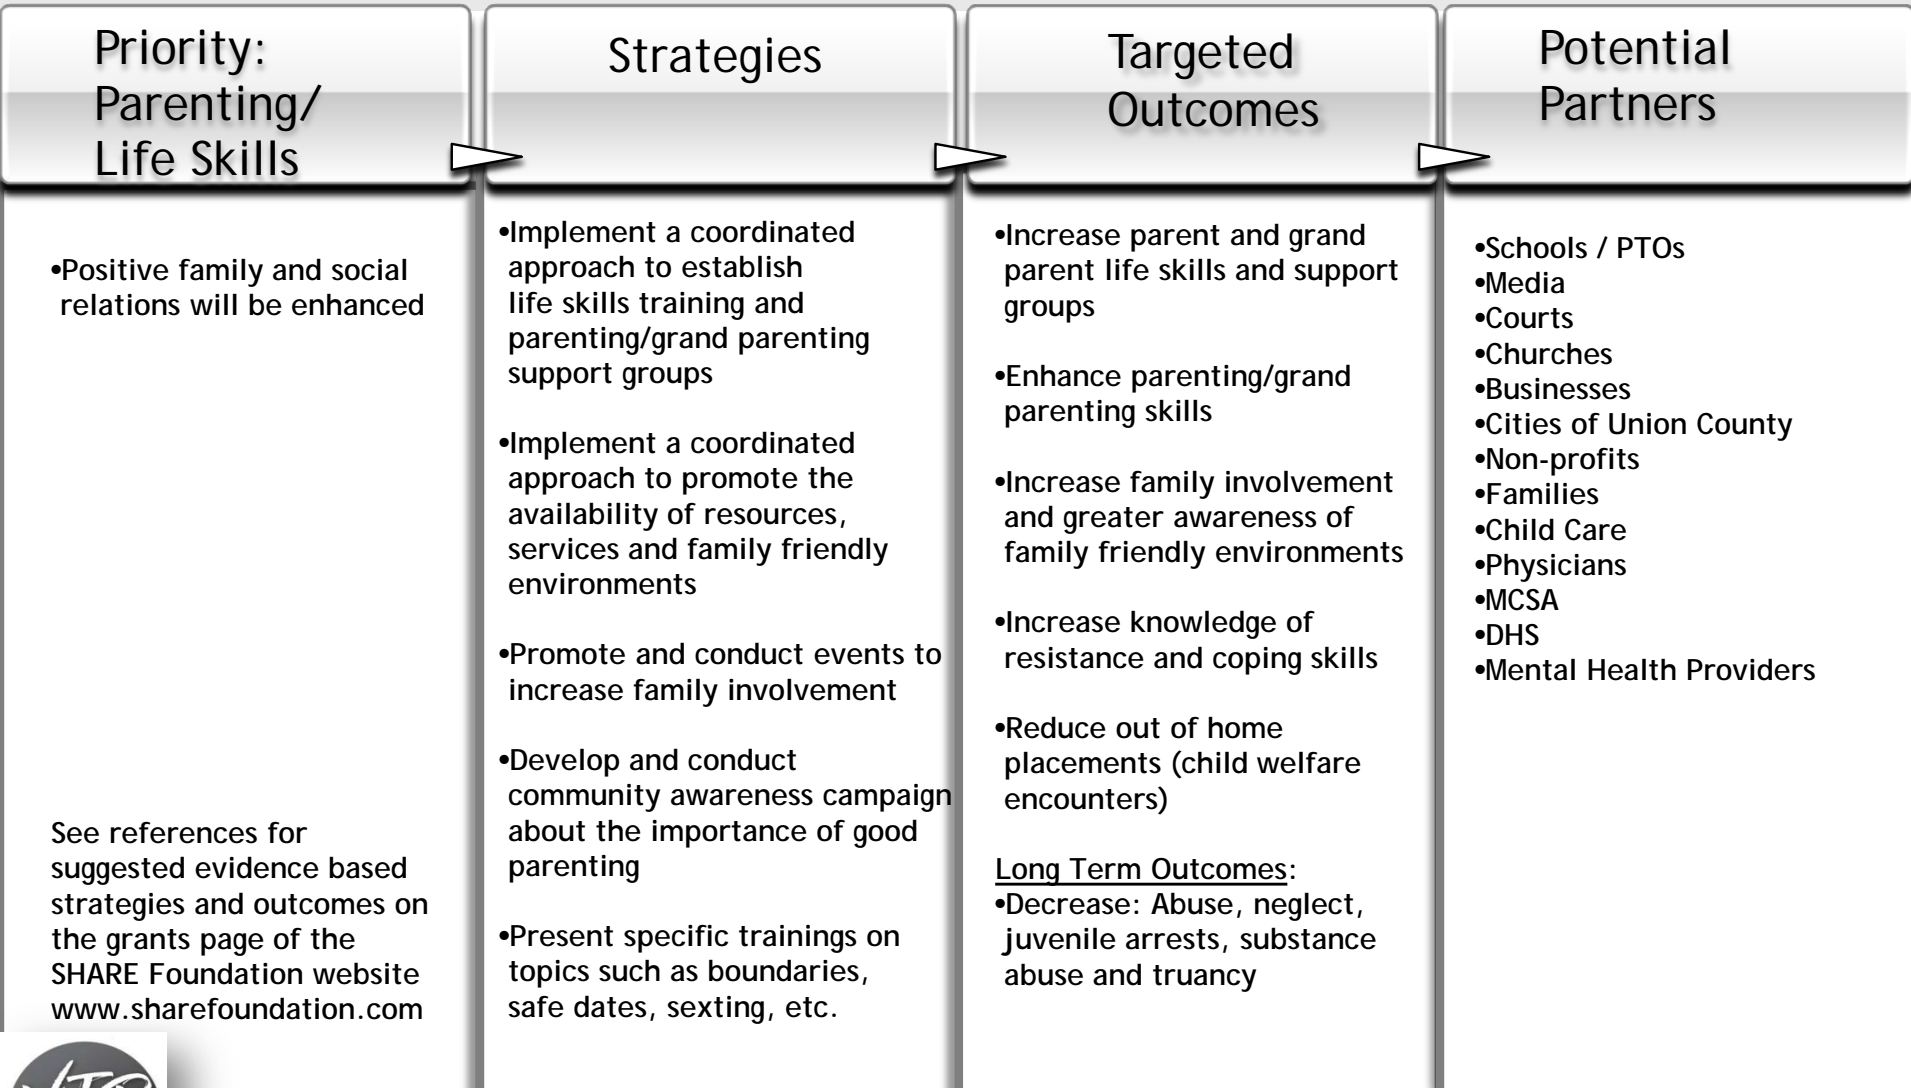 Priority:
Parenting/
Life Skills
•Positive family and social
relations will be enhanced
See references for
suggested evidence based
strategies and outcomes on
the grants page of the
SHARE Foundation website
www.sharefoundation.com
Strategies
•Implement a coordinated
approach to establish
life skills training and
parenting/grand parenting
support groups
•Implement a coordinated
approach to promote the
availability of resources,
services and family friendly
environments
•Promote and conduct events to
increase family involvement
•Develop and conduct
community awareness campaign
about the importance of good
parenting
•Present specific trainings on
topics such as boundaries,
safe dates, sexting, etc.
Targeted
Outcomes
•Increase parent and grand
parent life skills and support
groups
•Enhance parenting/grand
parenting skills
•Increase family involvement
and greater awareness of
family friendly environments
•Increase knowledge of
resistance and coping skills
•Reduce out of home
placements (child welfare
encounters)
Long Term Outcomes:
•Decrease: Abuse, neglect,
juvenile arrests, substance
abuse and truancy
Potential
Partners
•Schools / PTOs
•Media
•Courts
•Churches
•Businesses
•Cities of Union County
•Non-profits
•Families
•Child Care
•Physicians
•MCSA
•DHS
•Mental Health Providers